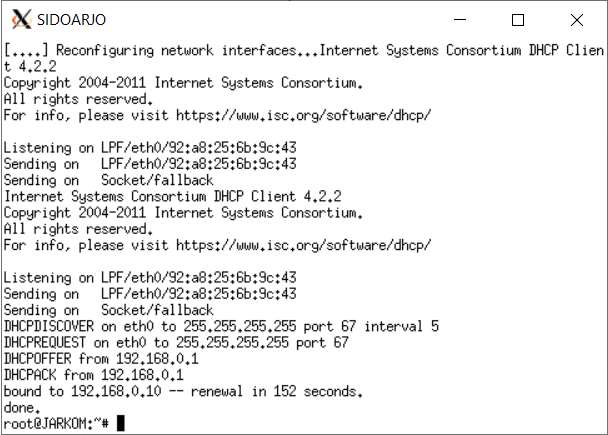 SIDOARJO
[....] Reconfiguring network interfaces...Internet Systems Consortium DHCP Clien
t 4.2.2
Copyright 2004-2011 Internet Systems Consortium.
All rights reserved.
For info, please visit https://www.isc.org/software/dhcp/
Listening on LPF/eth0/92:a8:25:6b:9c:43
Sending on   LPF/eth0/92:a8:25:6b:9c:43
Sending on   Socket/fallback
Internet Systems Consortium DHCP Client 4.2.2
Copyright 2004-2011 Internet Systems Consortium.
All rights reserved.
For info, please visit https://www.isc.org/software/dhcp/
Listening on LPF/eth0/92:a8:25:6b:9c:43
Sending on   LPF/eth0/92:a8:25:6b:9c:43
Sending on   Socket/fallback
DHCPDISCOVER on eth0 to 255.255.255.255 port 67 interval 5
DHCPREQUEST on eth0 to 255.255.255.255 port 67
DHCPOFFER from 192.168.0.1
DHCPACK from 192.168.0.1
bound to 192.168.0.10 -- renewal in 152 seconds.
done.
root@JARKOM:~#